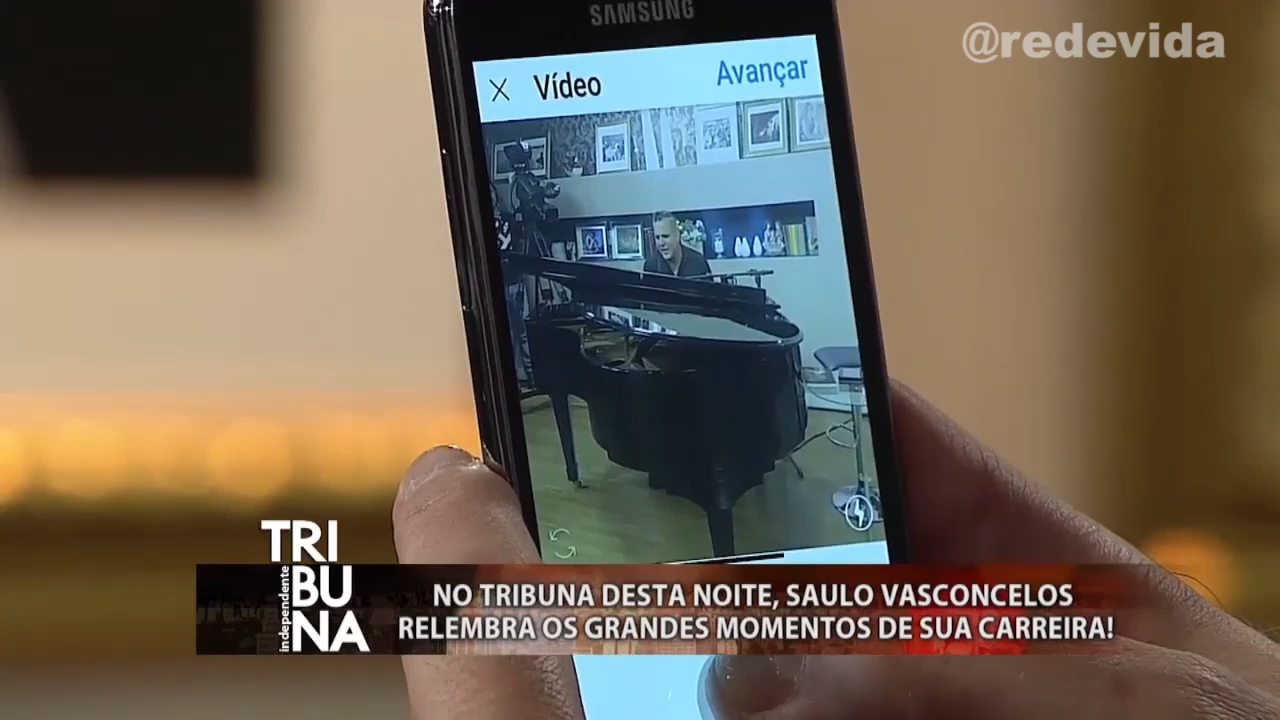 SAMSUNG
@redevida
Vídeo
Avançar
TRI
BU
NA
independente
NO TRIBUNA DESTA NOITE, SAULO VASCONCELOS
RELEMBRA OS GRANDES MOMENTOS DE SUA CARREIRA!